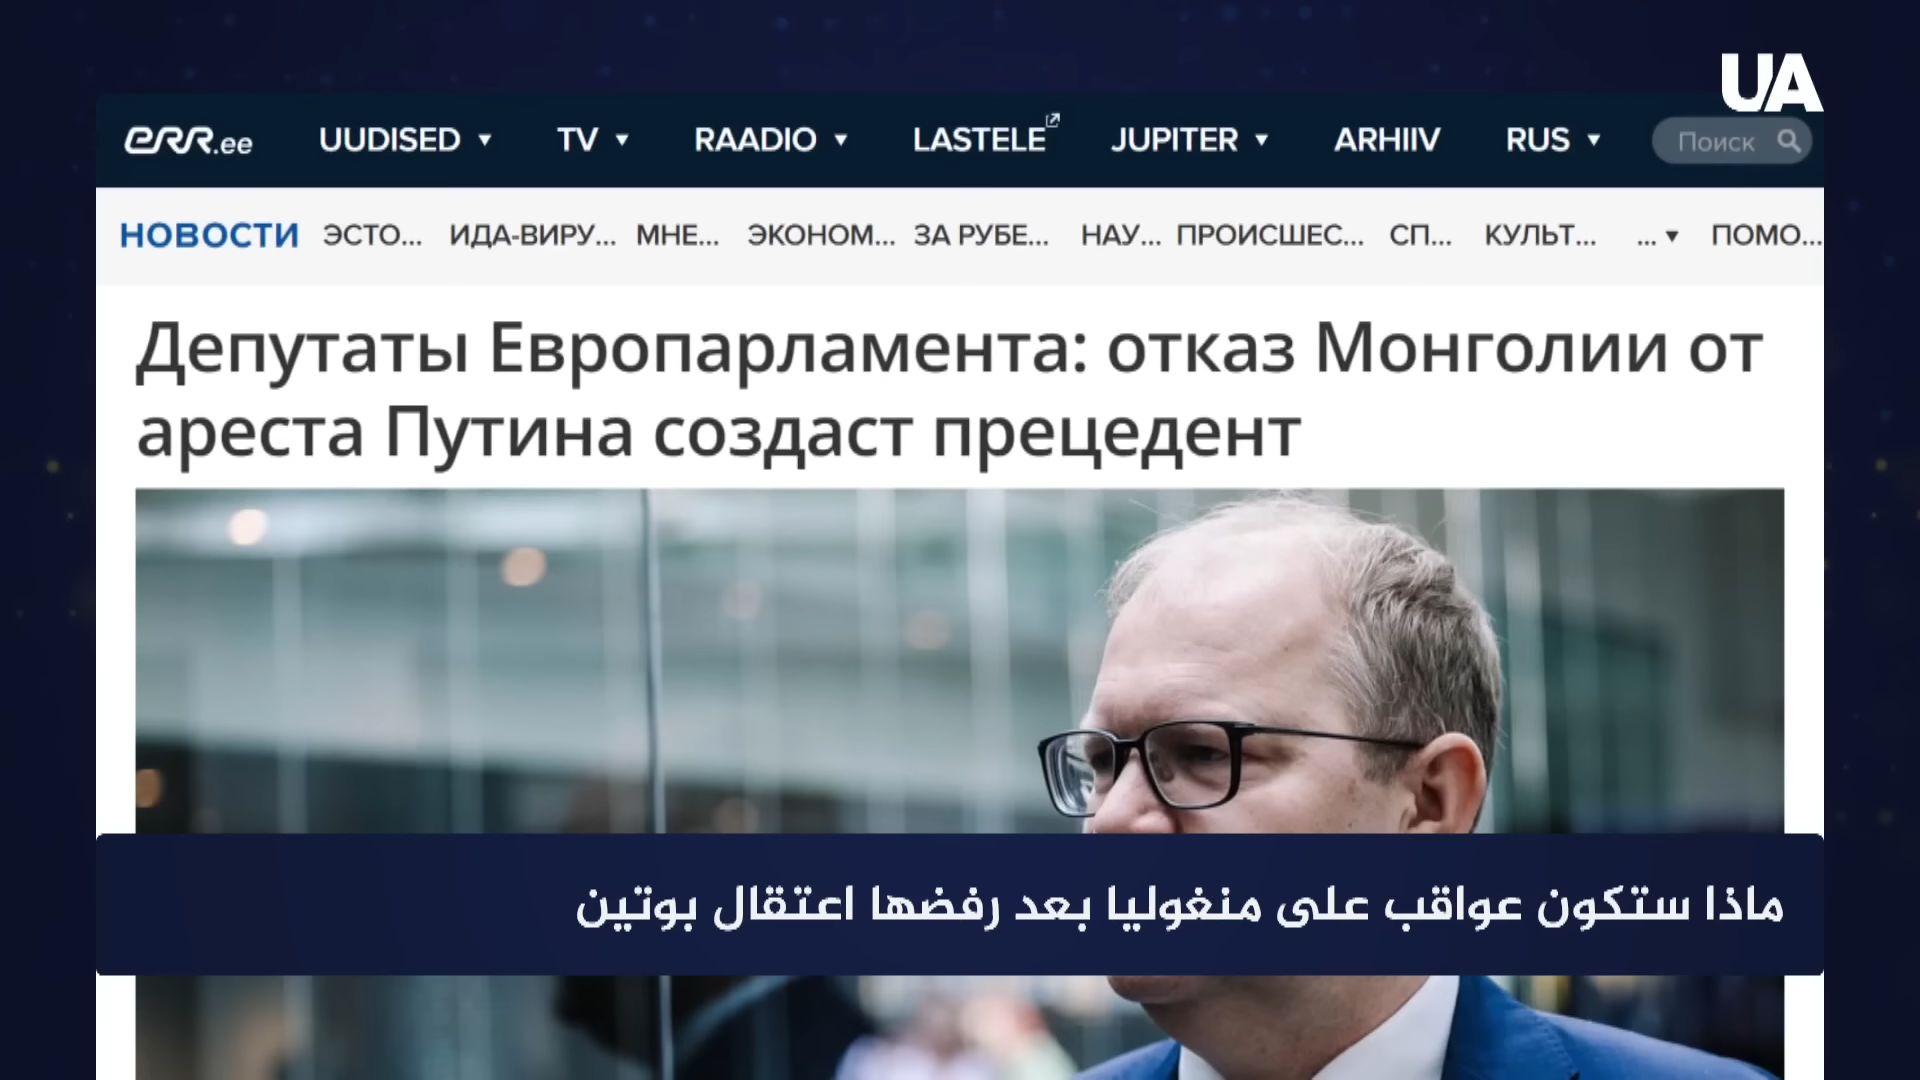 UA
err.ee UUDISED TV RAADIO LASTELE JUPITER ARHIIV RUS Поиск
НОВОСТИ ЭСТО... ИДА-ВИРУ... МНЕ... ЭКОНОМ... ЗА РУБЕ... НАУ... ПРОИСШЕС... СП... КУЛЬТ... ... ПОМО...
Депутаты Европарламента: отказ Монголии от
ареста Путина создаст прецедент
ماذا ستكون عواقب على منغوليا بعد رفضها اعتقال بوتين